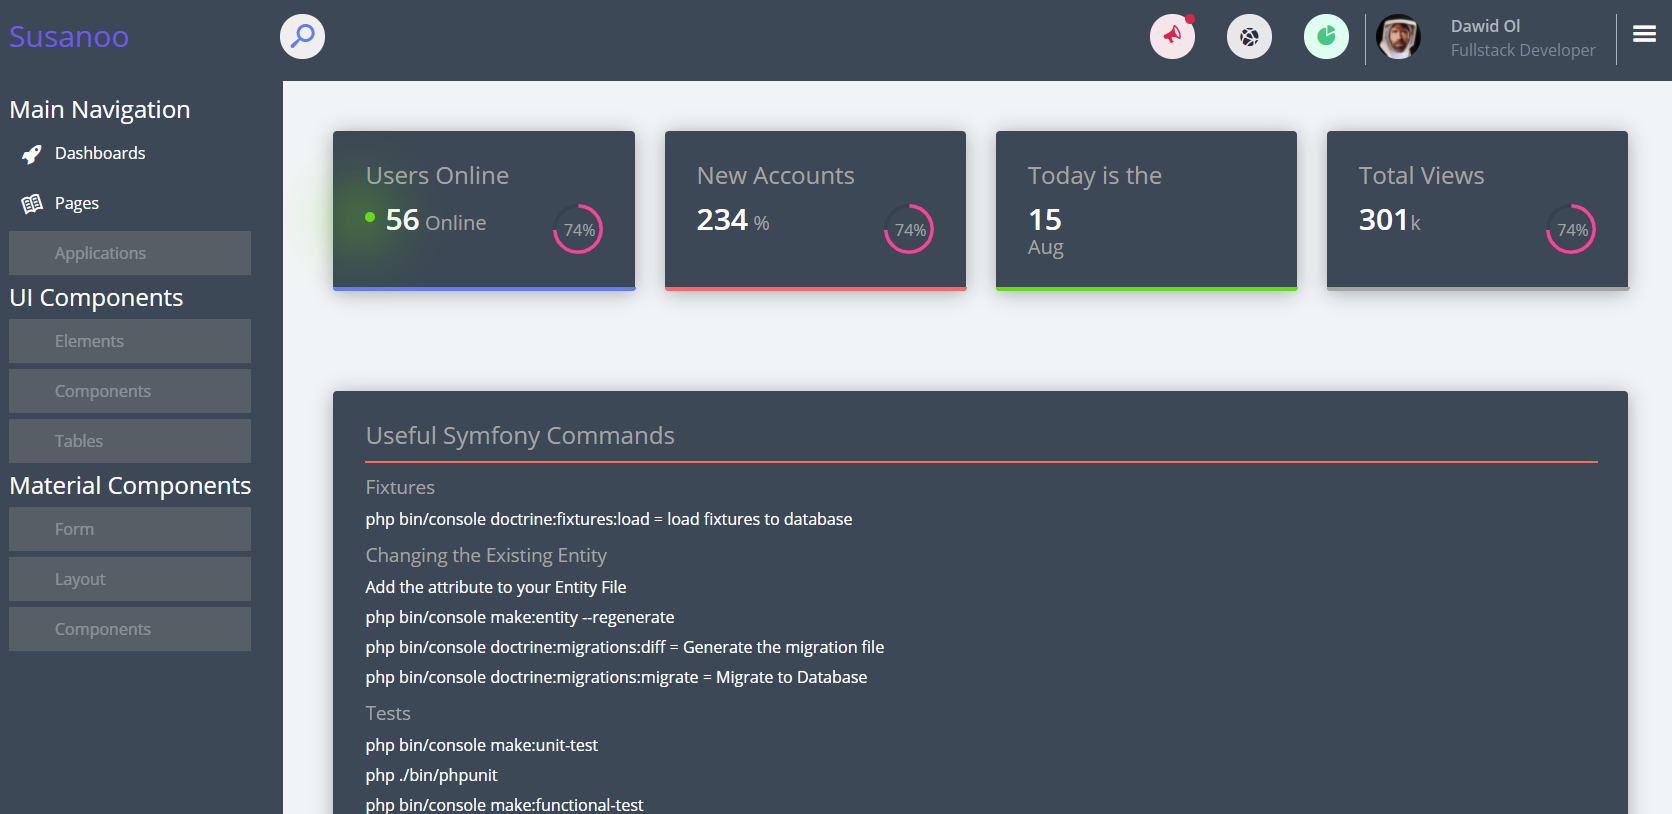 Susanoo
Dawid Ol
Fullstack Developer
Main Navigation
Dashboards
Pages
Applications
UI Components
Elements
Components
Tables
Material Components
Form
Layout
Components
Users Online
56 Online
74%
New Accounts
234 %
74%
Today is the
15
Aug
Total Views
301k
74%
Useful Symfony Commands
Fixtures
php bin/console doctrine:fixtures:load = load fixtures to database
Changing the Existing Entity
Add the attribute to your Entity File
php bin/console make:entity --regenerate
php bin/console doctrine:migrations:diff = Generate the migration file
php bin/console doctrine:migrations:migrate = Migrate to Database
Tests
php bin/console make:unit-test
php ./bin/phpunit
php bin/console make:functional-test